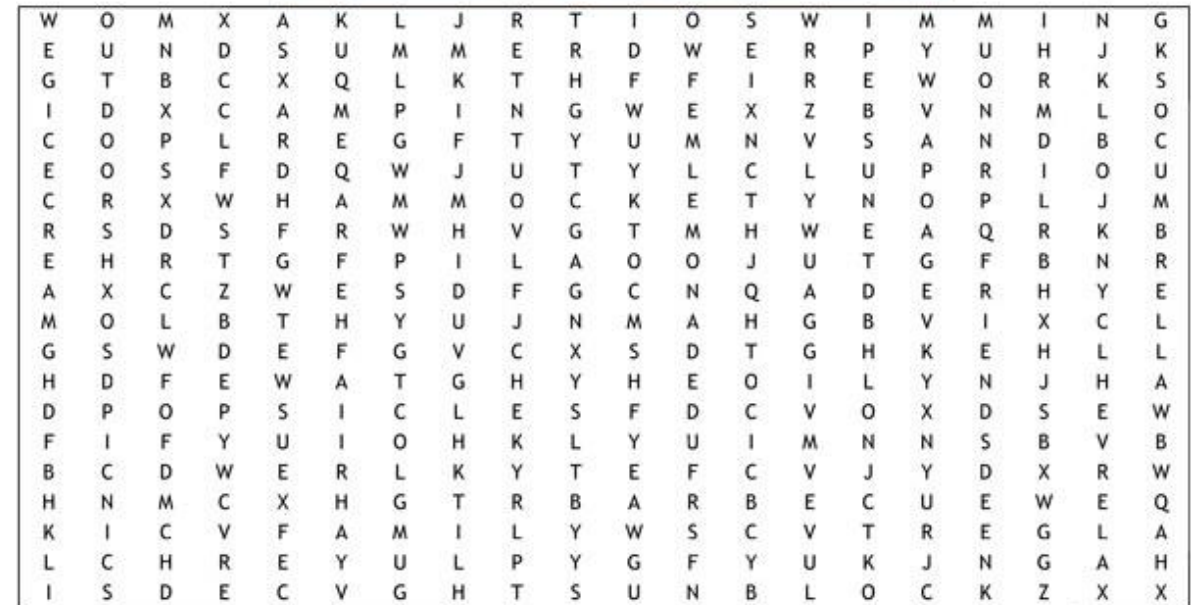 W O M X A K L J R T I O S W I M M I N G
E U N D S U M M E R D W E R P Y U H J K
G T B C X Q L K T H F F I R E W O R K S
I D X C A M P I N G W E X Z B V N M L O
C O P L R E G F T Y U M N V S A N D B C
E O S F D Q W J U T Y L C L U P R I O U
C R X W H A M M O C K E T Y N O P L J M
R S D S F R W H V G T M H W E A Q R K B
E H R T G F P I L A O O J U T G F B N R
A X C Z W E S D F G C N Q A D E R H Y E
M O L B T H Y U J N M A H G B V I X C L
G S W D E F G V C X S D T G H K E H L L
H D F E W A T G H Y H E O I L Y N J H A
D P O P S I C L E S F D C V O X D S E W
F I F Y U I O H K L Y U I M N N S B V B
B C D W E R L K Y T E F C V J Y D X R W
H N M C X H G T R B A R B E C U E W E Q
K I C V F A M I L Y W S C V T R E G L A
L C H R E Y U L P Y G F Y U K J N G A H
I S D E C V G H T S U N B L O C K Z X X